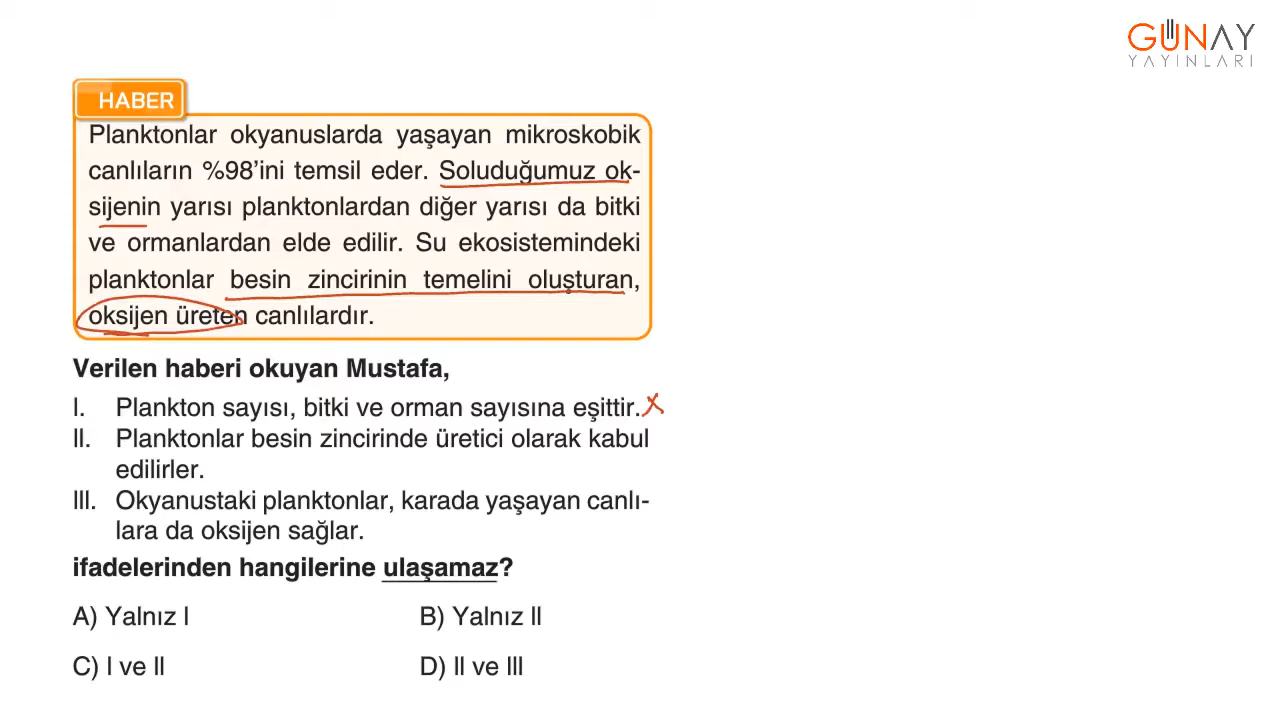 GÜNAY
YAYINLARI
HABER
Planktonlar okyanuslarda yaşayan mikroskobik
canlıların %98’ini temsil eder. Soluduğumuz ok-
sijenin yarısı planktonlardan diğer yarısı da bitki
ve ormanlardan elde edilir. Su ekosistemindeki
planktonlar besin zincirinin temelini oluşturan,
oksijen üreten canlılardır.
Verilen haberi okuyan Mustafa,
I. Plankton sayısı, bitki ve orman sayısına eşittir.
II. Planktonlar besin zincirinde üretici olarak kabul
edilirler.
III. Okyanustaki planktonlar, karada yaşayan canlı-
lara da oksijen sağlar.
ifadelerinden hangilerine ulaşamaz?
A) Yalnız I B) Yalnız II
C) I ve II D) II ve III